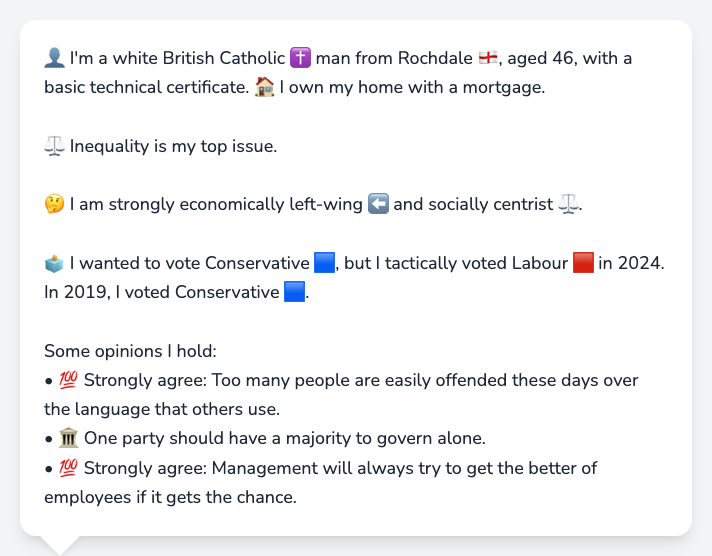 👤 I'm a white British Catholic ✝️ man from Rochdale 🏴󠁧󠁢󠁥󠁮󠁧󠁿, aged 46, with a
basic technical certificate. 🏠 I own my home with a mortgage.
⚖️ Inequality is my top issue.
🤔 I am strongly economically left-wing ⬅️ and socially centrist ⚖️.
🗳️ I wanted to vote Conservative 🟦, but I tactically voted Labour 🟥 in 2024.
In 2019, I voted Conservative 🟦.
Some opinions I hold:
• 💯 Strongly agree: Too many people are easily offended these days over
the language that others use.
• 🏛️ One party should have a majority to govern alone.
• 💯 Strongly agree: Management will always try to get the better of
employees if it gets the chance.